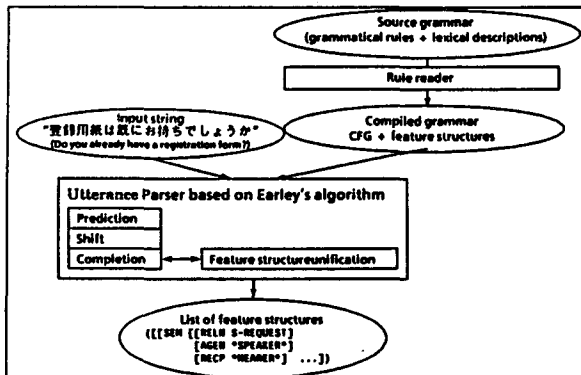 Source grammar
(grammatical rules + lexical descriptions)
Rule reader
Input string
"登録用紙は既にお持ちでしょうか"
(Do you already have a registration form?)
Compiled grammar
CFG + feature structures
Utterance Parser based on Earley's algorithm
Prediction
Shift
Completion
Feature structureunification
List of feature structures
([[SEM [[RELN S-REQUEST]
[AGEN *SPEAKER*]
[RECP *HEARER*] ...])